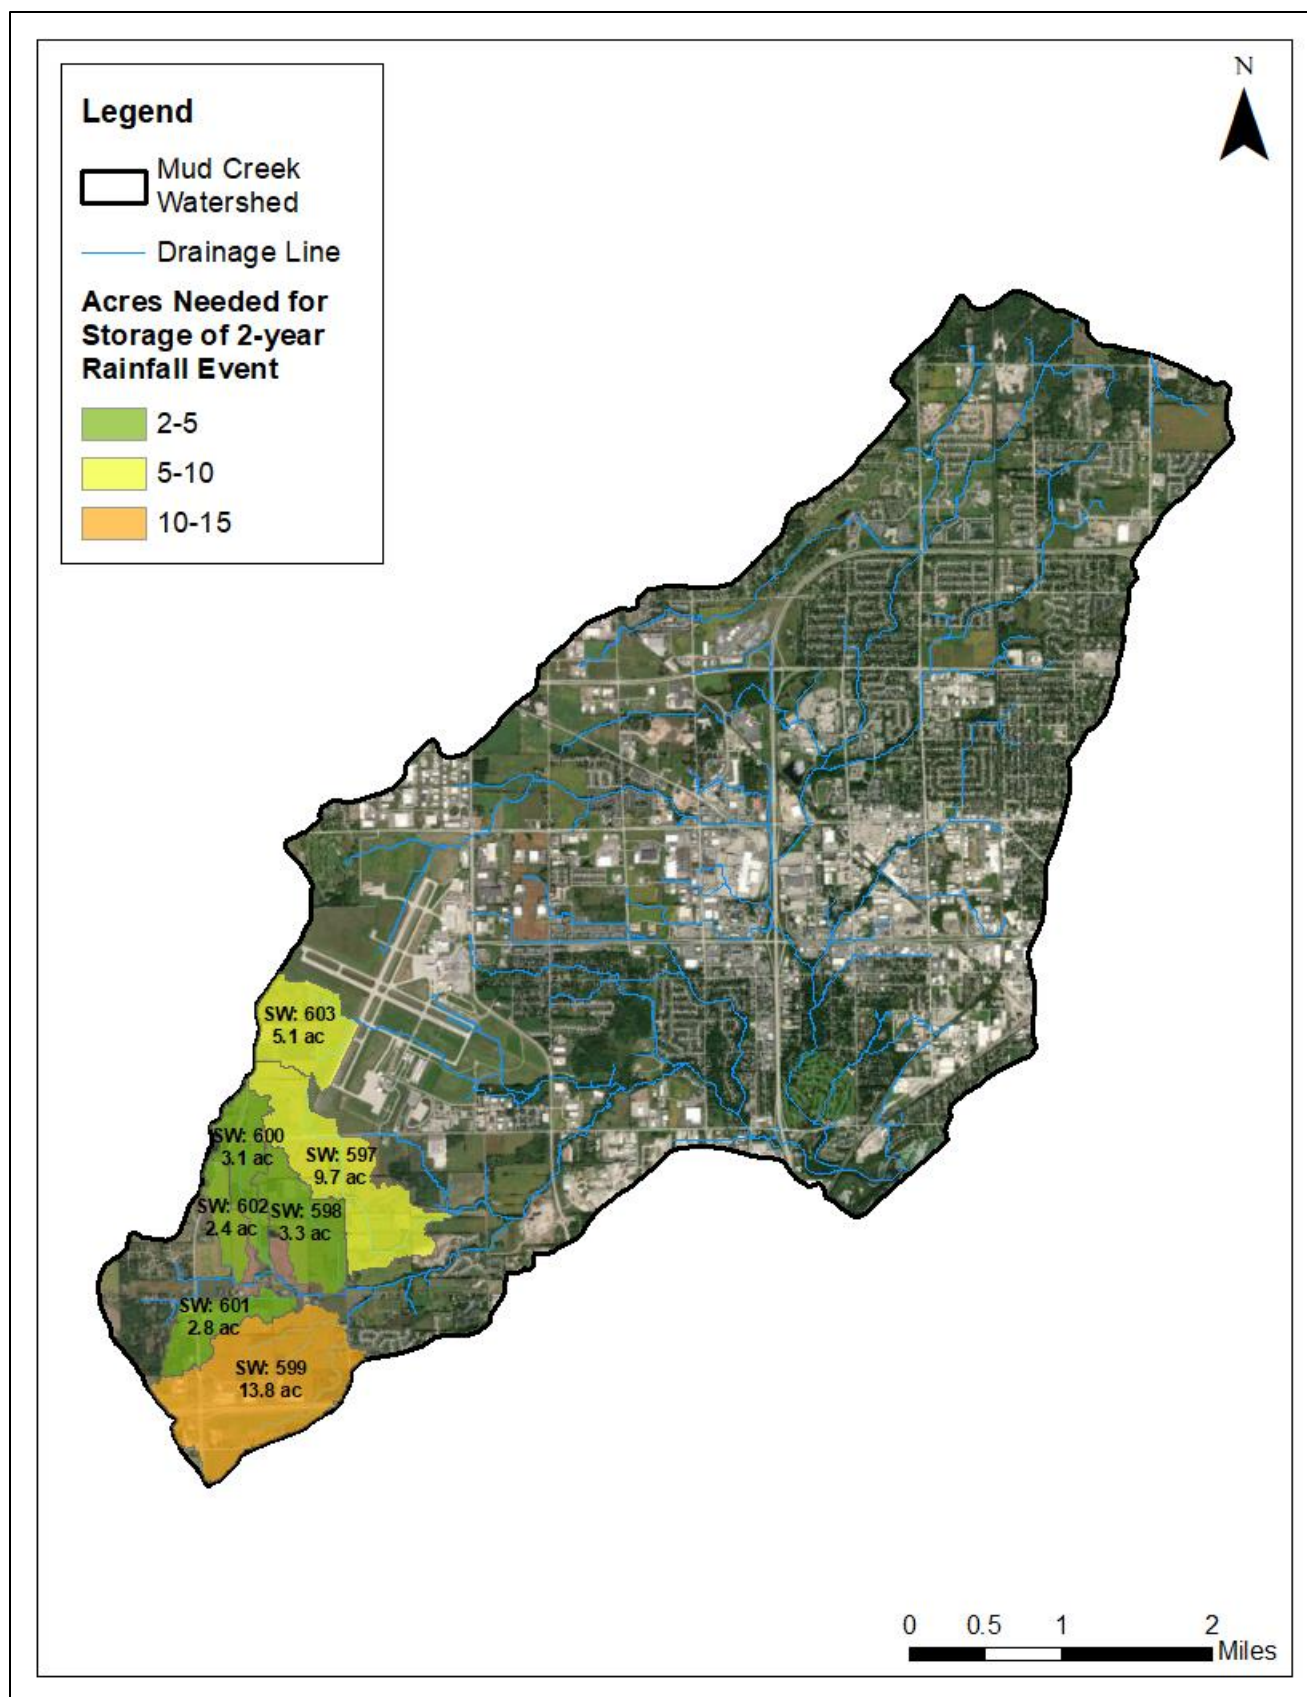 N
Legend
Mud Creek
Watershed
Drainage Line
Acres Needed for
Storage of 2-year
Rainfall Event
2-5
5-10
10-15
SW: 603
5.1 ac
SW: 600
3.1 ac
SW: 597
9.7 ac
SW: 602
2.4 ac
SW: 598
3.3 ac
SW: 601
2.8 ac
SW: 599
13.8 ac
0 0.5 1 2
Miles